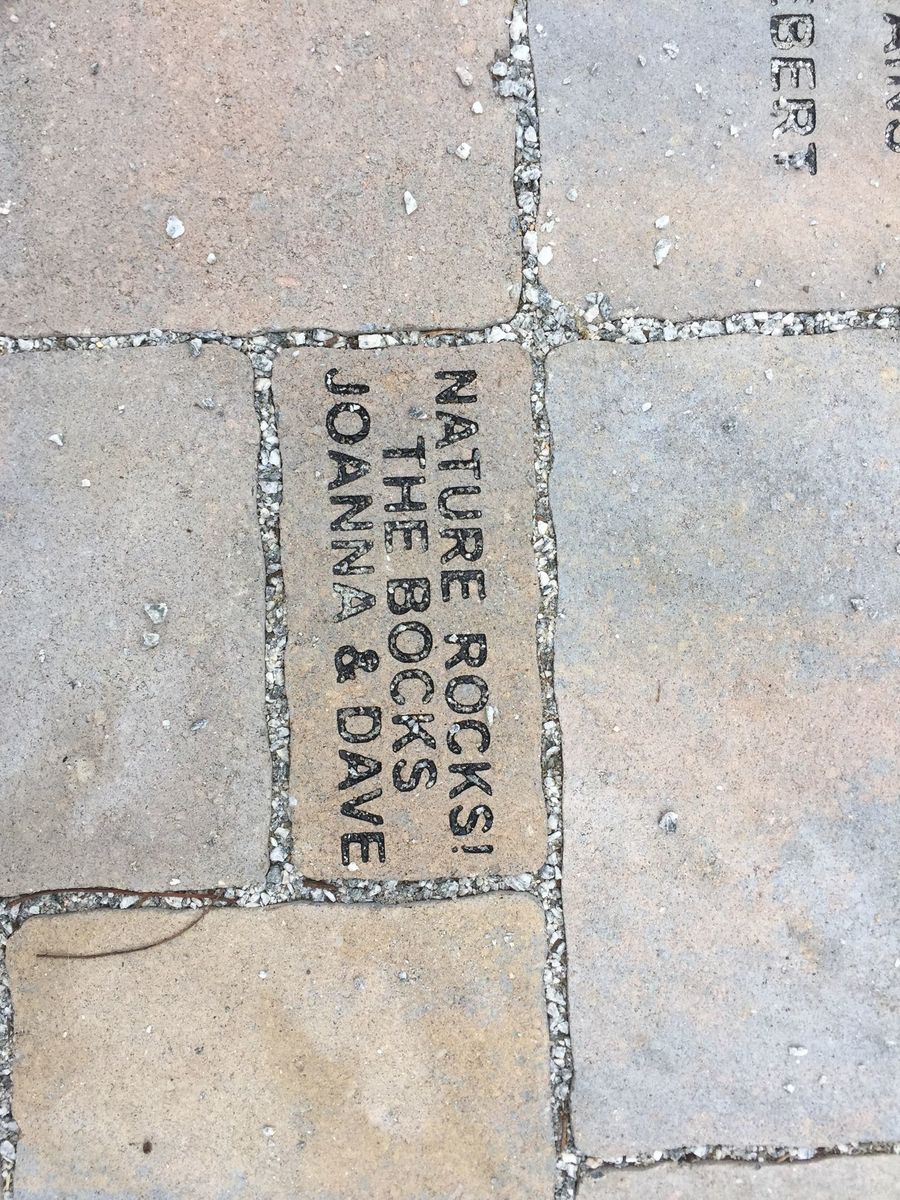 NATURE ROCKS!
THE BOCKS
JOANNA & DAVE